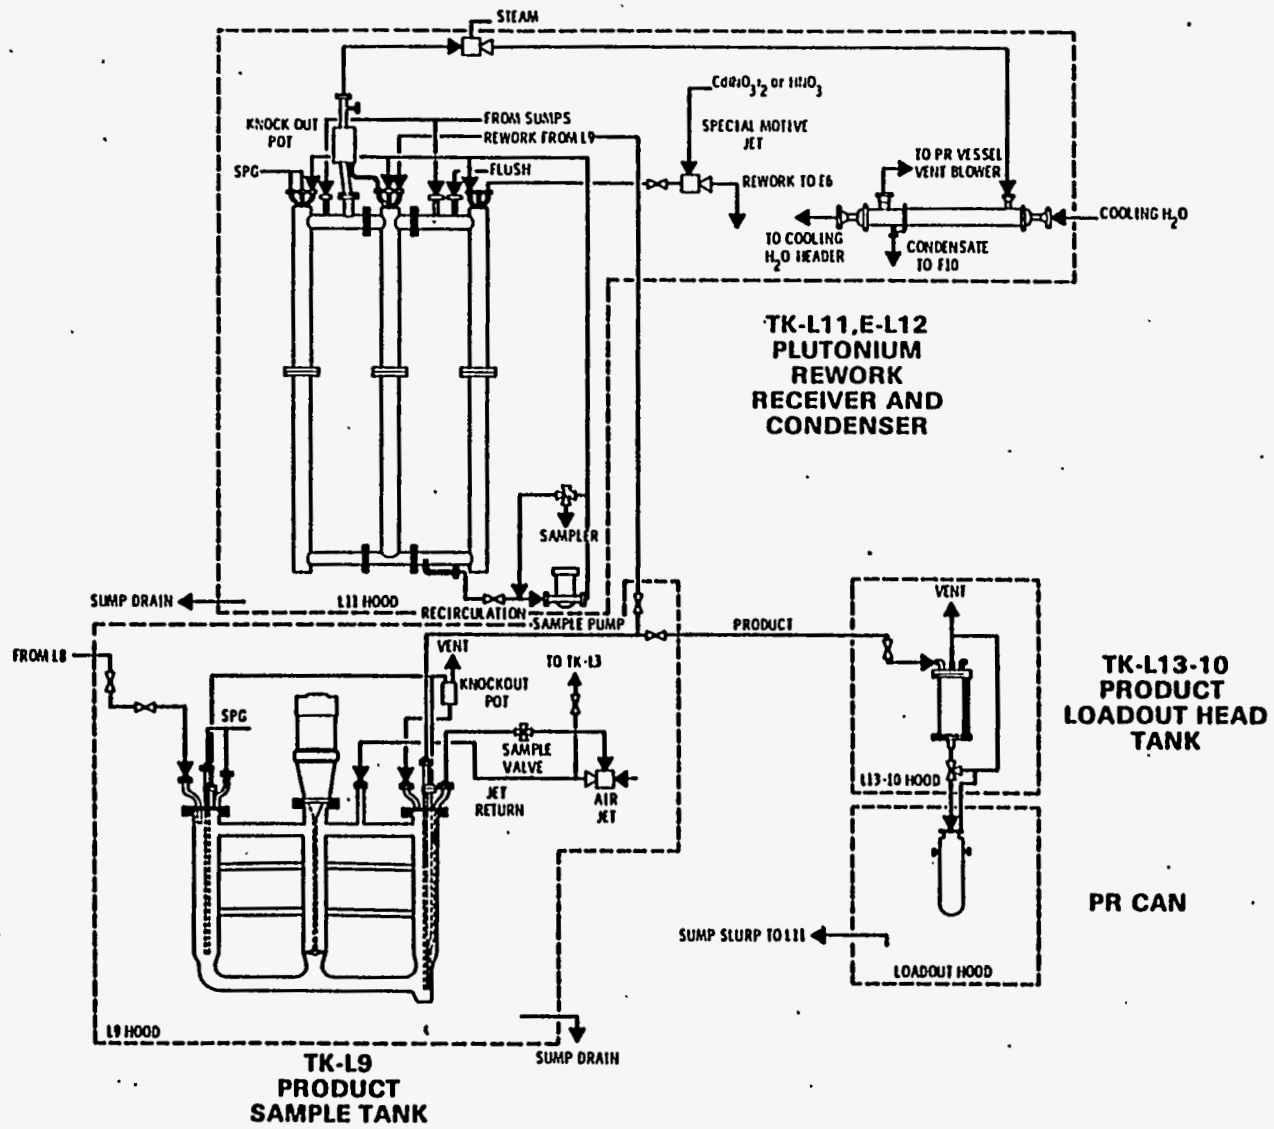 STEAM
Cd(NO3)2 or HNO3
KNOCK OUT
POT
FROM SUMPS
REWORK FROM L9
SPECIAL MOTIVE
JET
SPG
FLUSH
REWORK TO E6
TO PR VESSEL
VENT BLOWER
COOLING H2O
TO COOLING
H2O HEADER
CONDENSATE
TO F10
TK-L11,E-L12
PLUTONIUM
REWORK
RECEIVER AND
CONDENSER
SAMPLER
SUMP DRAIN
L11 HOOD
RECIRCULATION
SAMPLE PUMP
FROM L8
VENT
KNOCKOUT
POT
TO TK-L3
PRODUCT
VENT
SPG
SAMPLE
VALVE
JET
RETURN
AIR
JET
L13-10 HOOD
TK-L13-10
PRODUCT
LOADOUT HEAD
TANK
PR CAN
SUMP SLURP TO L11
LOADOUT HOOD
L9 HOOD
SUMP DRAIN
TK-L9
PRODUCT
SAMPLE TANK